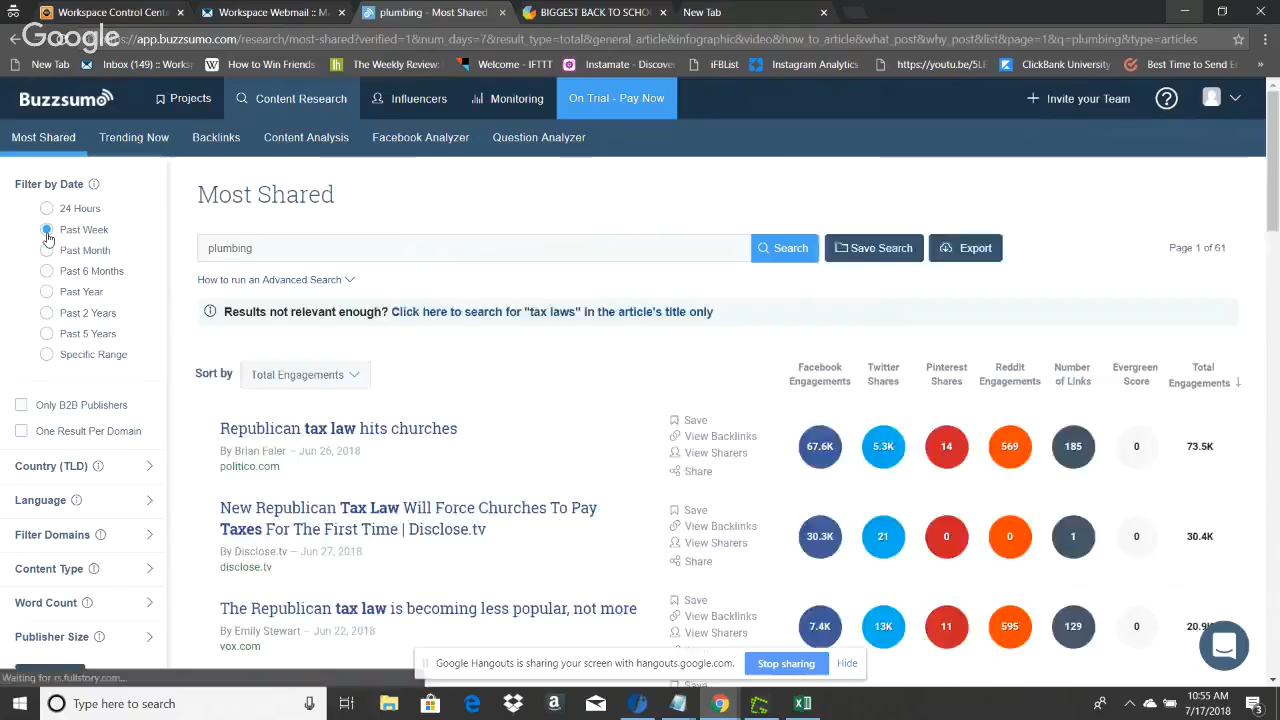 Workspace Control Cent
Workspace Webmail :: M
plumbing - Most Shared
BIGGEST BACK TO SCHO
New Tab
Google
https://app.buzzsumo.com/research/most-shared?verified=1&num_days=7&result_type=total&general_article&infographic&video&how_to_article&what_post&why_post&list&page=1&q=plumbing&type=articles
New Tab
Inbox (149) :: Works
How to Win Friends
The Weekly Review:
Welcome - IFTTT
Instamate - Discover
iFBList
Instagram Analytics
https://youtu.be/5LE
ClickBank University
Best Time to Send E
Buzzsumo
Projects
Content Research
Influencers
Monitoring
On Trial - Pay Now
Invite your Team
Most Shared
Trending Now
Backlinks
Content Analysis
Facebook Analyzer
Question Analyzer
Filter by Date
24 Hours
Past Week
Past Month
Past 6 Months
Past Year
Past 2 Years
Past 5 Years
Specific Range
Only B2B Publishers
One Result Per Domain
Country (TLD)
Language
Filter Domains
Content Type
Word Count
Publisher Size
Most Shared
plumbing
Search
Save Search
Export
Page 1 of 61
How to run an Advanced Search
Results not relevant enough? Click here to search for "tax laws" in the article's title only
Sort by
Total Engagements
Facebook Engagements
Twitter Shares
Pinterest Shares
Reddit Engagements
Number of Links
Evergreen Score
Total Engagements
Republican tax law hits churches
By Brian Faler – Jun 26, 2018
politico.com
Save
View Backlinks
View Sharers
Share
67.6K
5.3K
14
569
185
0
73.5K
New Republican Tax Law Will Force Churches To Pay
Taxes For The First Time | Disclose.tv
By Disclose.tv – Jun 27, 2018
disclose.tv
Save
View Backlinks
View Sharers
Share
30.3K
21
0
0
1
0
30.4K
The Republican tax law is becoming less popular, not more
By Emily Stewart – Jun 22, 2018
vox.com
Save
View Backlinks
View Sharers
7.4K
13K
11
595
129
0
20.9K
Save
Google Hangouts is sharing your screen with hangouts.google.com.
Stop sharing
Hide
Waiting for rs.fullstory.com...
Type here to search
10:55 AM
7/17/2018